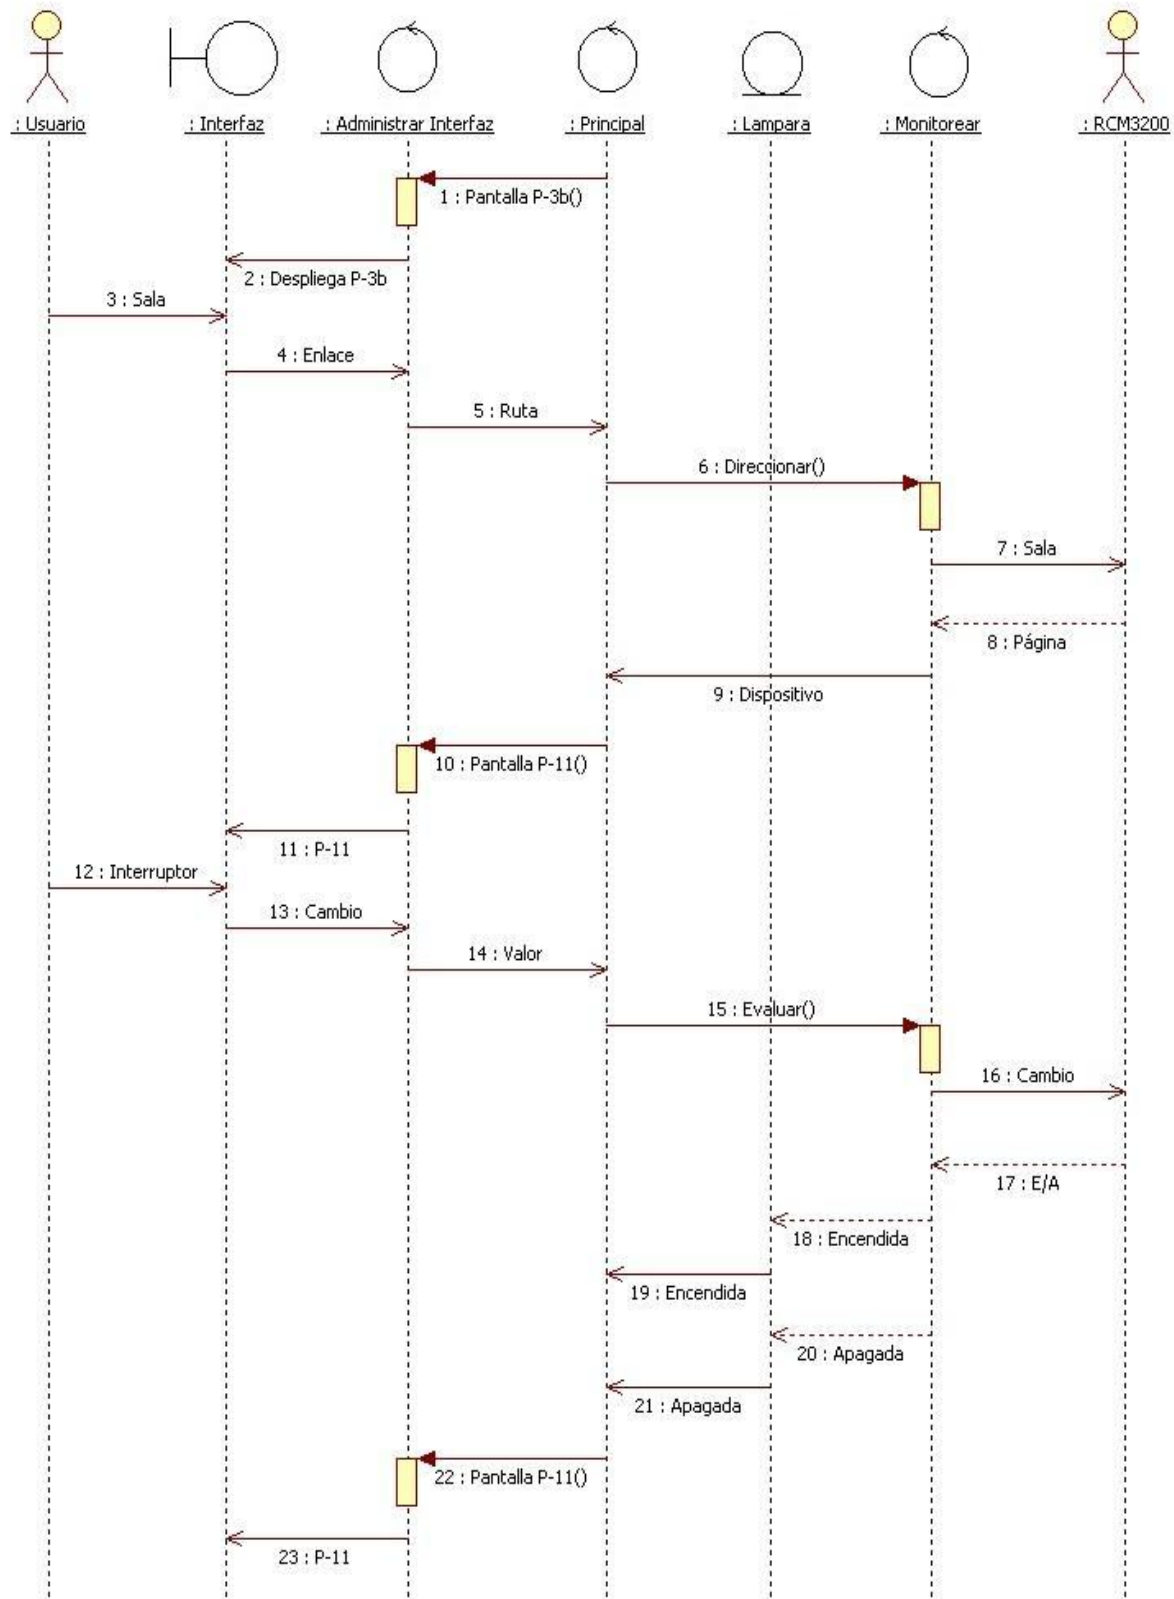 : Usuario
: Interfaz
: Administrar Interfaz
: Principal
: Lampara
: Monitorear
: RCM3200
1 : Pantalla P-3b()
2 : Despliega P-3b
3 : Sala
4 : Enlace
5 : Ruta
6 : Direccionar()
7 : Sala
8 : Página
9 : Dispositivo
10 : Pantalla P-11()
11 : P-11
12 : Interruptor
13 : Cambio
14 : Valor
15 : Evaluar()
16 : Cambio
17 : E/A
18 : Encendida
19 : Encendida
20 : Apagada
21 : Apagada
22 : Pantalla P-11()
23 : P-11